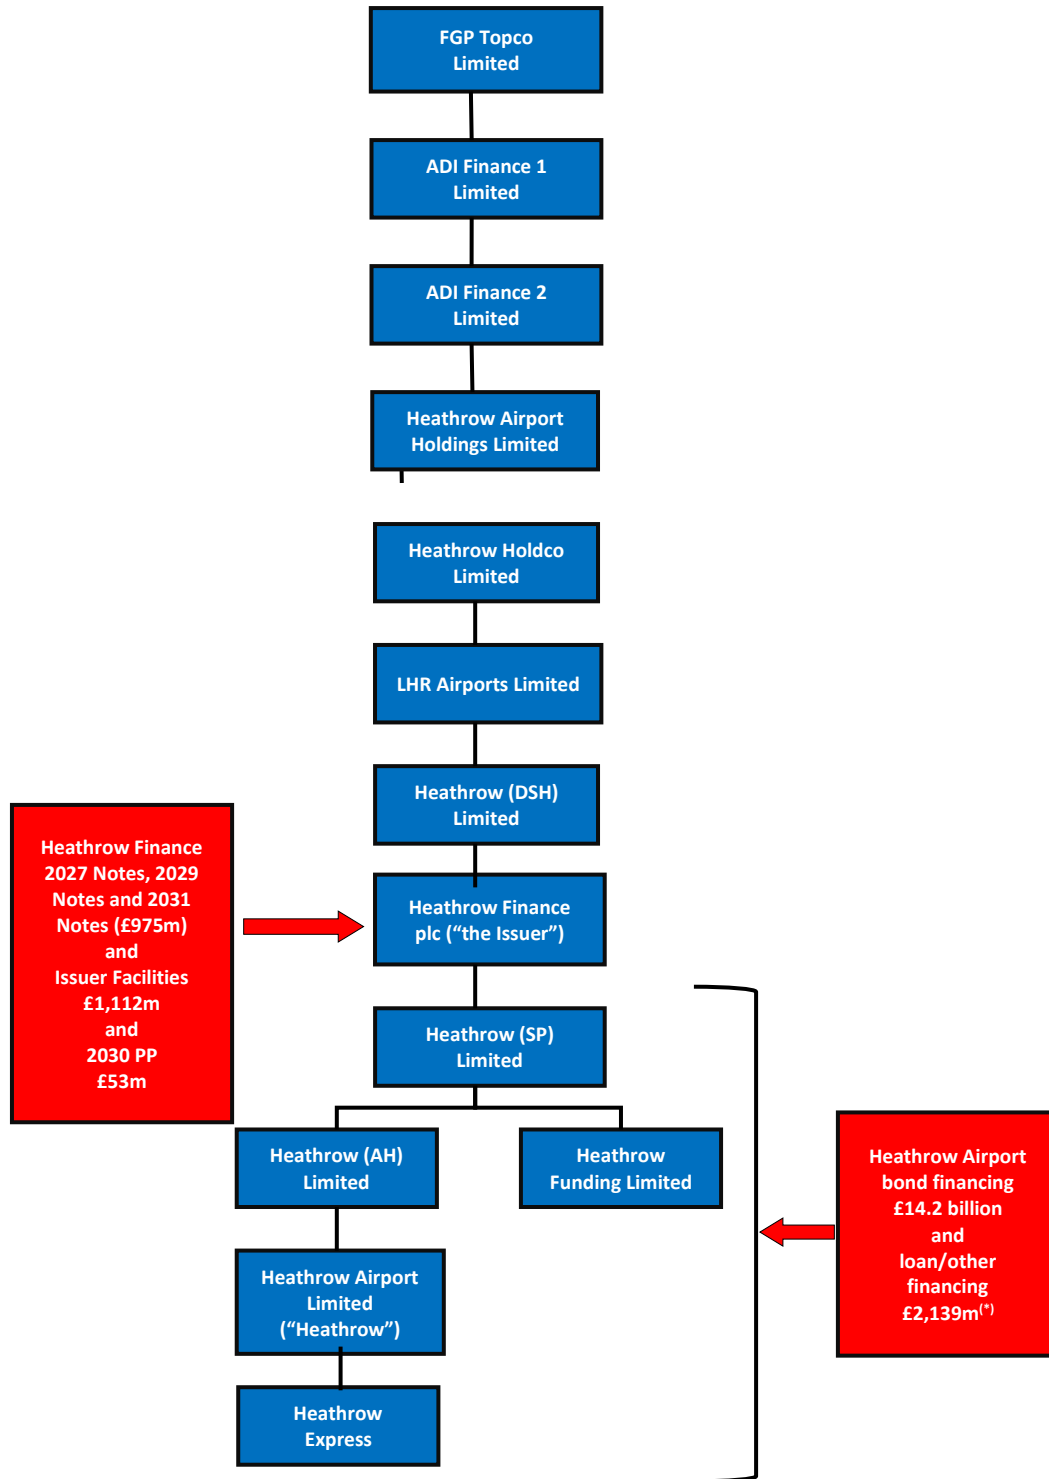 FGP Topco
Limited
ADI Finance 1
Limited
ADI Finance 2
Limited
Heathrow Airport
Holdings Limited
Heathrow Holdco
Limited
LHR Airports Limited
Heathrow (DSH)
Limited
Heathrow Finance
2027 Notes, 2029
Notes and 2031
Notes (£975m)
and
Issuer Facilities
£1,112m
and
2030 PP
£53m
Heathrow Finance
plc (“the Issuer”)
Heathrow (SP)
Limited
Heathrow (AH)
Limited
Heathrow
Funding Limited
Heathrow Airport
bond financing
£14.2 billion
and
loan/other
financing
£2,139m(*)
Heathrow Airport
Limited
(“Heathrow”)
Heathrow
Express